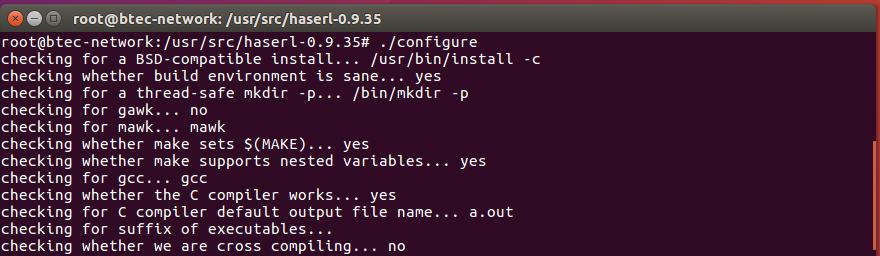 root@btec-network: /usr/src/haserl-0.9.35
root@btec-network:/usr/src/haserl-0.9.35# ./configure
checking for a BSD-compatible install... /usr/bin/install -c
checking whether build environment is sane... yes
checking for a thread-safe mkdir -p... /bin/mkdir -p
checking for gawk... no
checking for mawk... mawk
checking whether make sets $(MAKE)... yes
checking whether make supports nested variables... yes
checking for gcc... gcc
checking whether the C compiler works... yes
checking for C compiler default output file name... a.out
checking for suffix of executables...
checking whether we are cross compiling... no